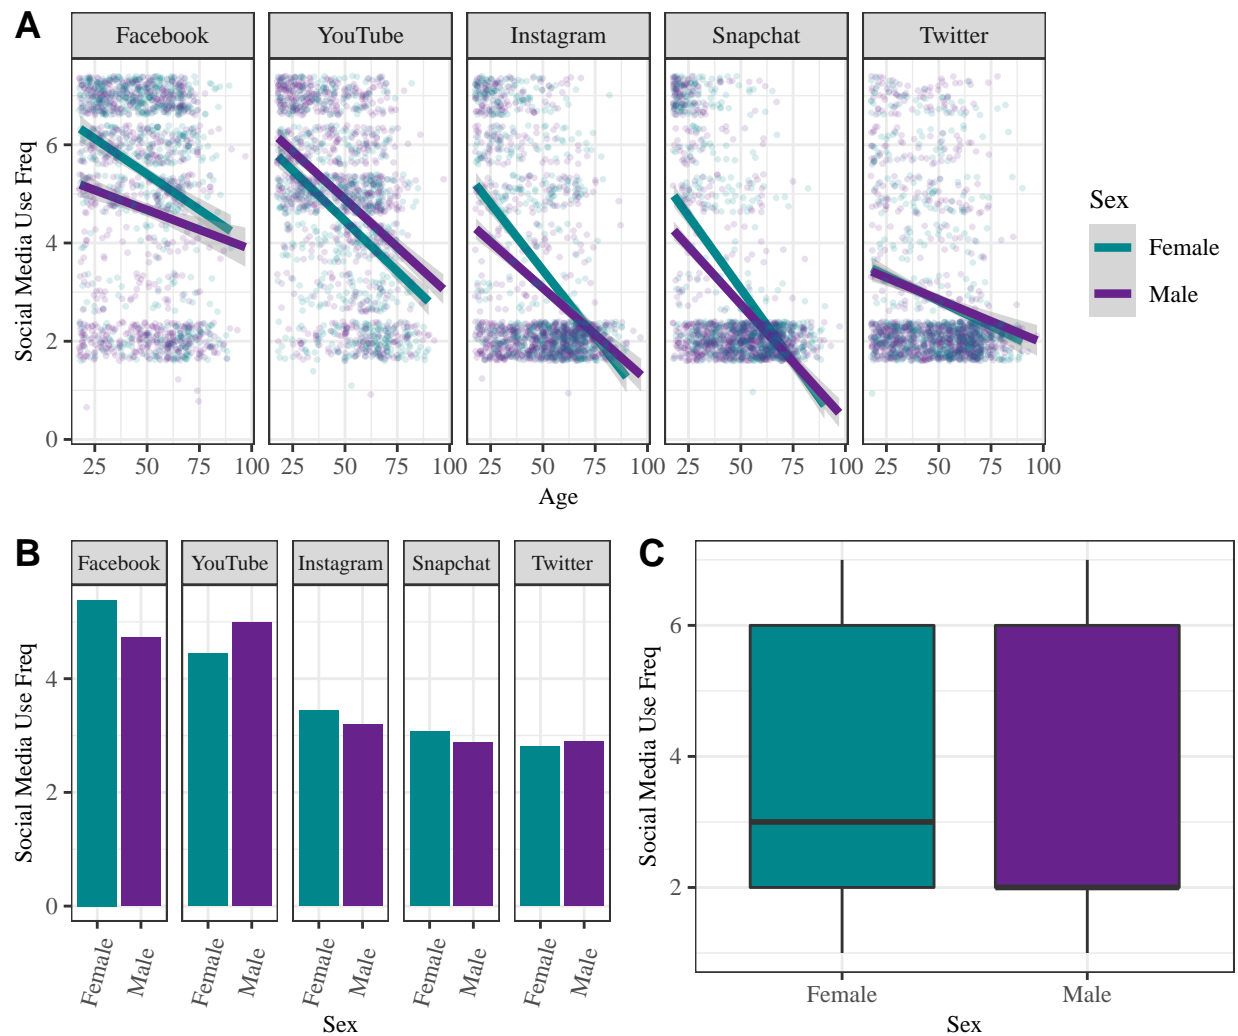 A
Facebook YouTube Instagram Snapchat Twitter
Social Media Use Freq
6
4
2
0
25 50 75 100 25 50 75 100 25 50 75 100 25 50 75 100 25 50 75 100
Age
Sex
Female
Male
B
Facebook YouTube Instagram Snapchat Twitter
Social Media Use Freq
4
2
0
Female Male Female Male Female Male Female Male Female Male
Sex
C
Social Media Use Freq
6
4
2
Female Male
Sex